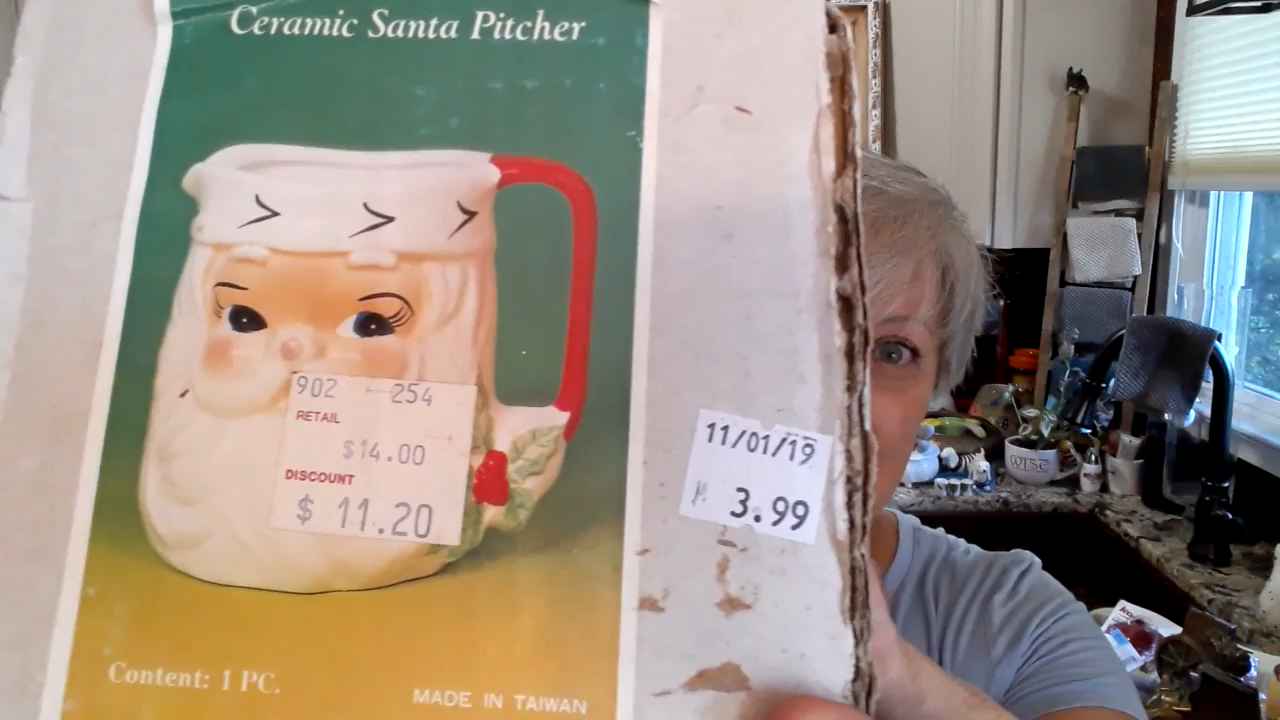 Ceramic Santa Pitcher
902 254
RETAIL
$14.00
DISCOUNT
$ 11.20
11/01/19
3.99
Content: 1 PC.
MADE IN TAIWAN